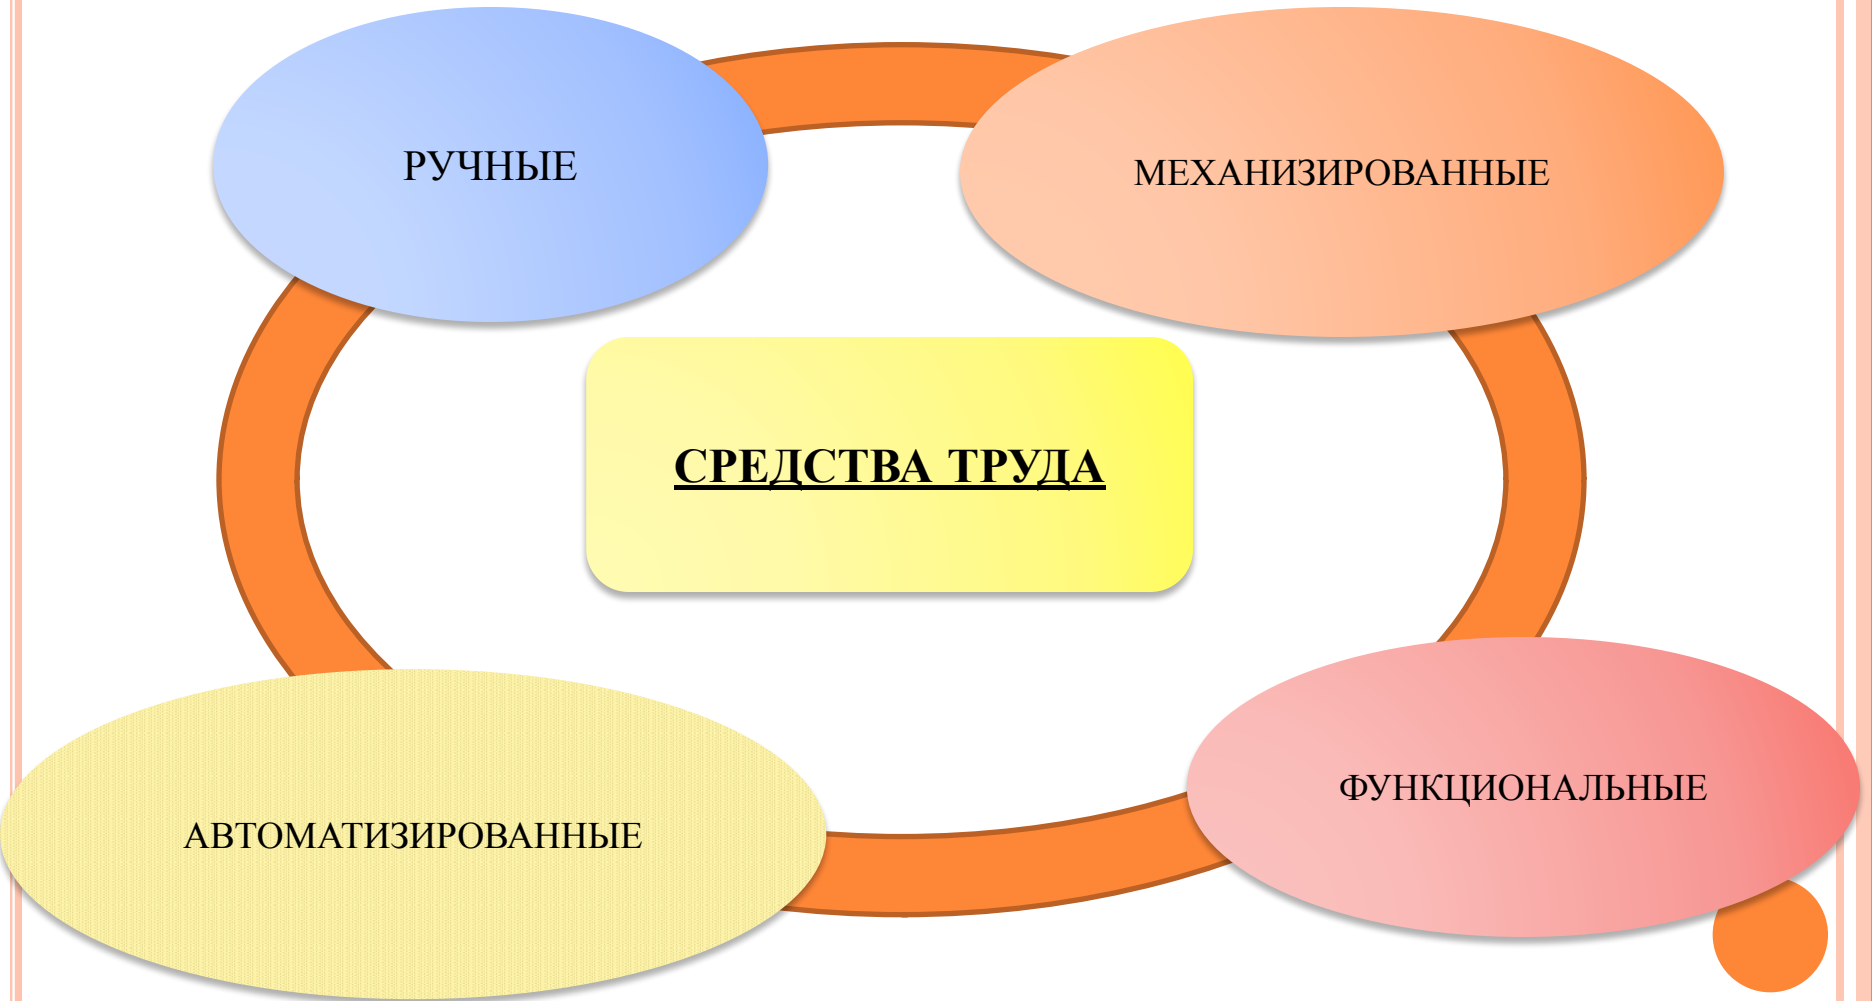 РУЧНЫЕ
МЕХАНИЗИРОВАННЫЕ
СРЕДСТВА ТРУДА
АВТОМАТИЗИРОВАННЫЕ
ФУНКЦИОНАЛЬНЫЕ